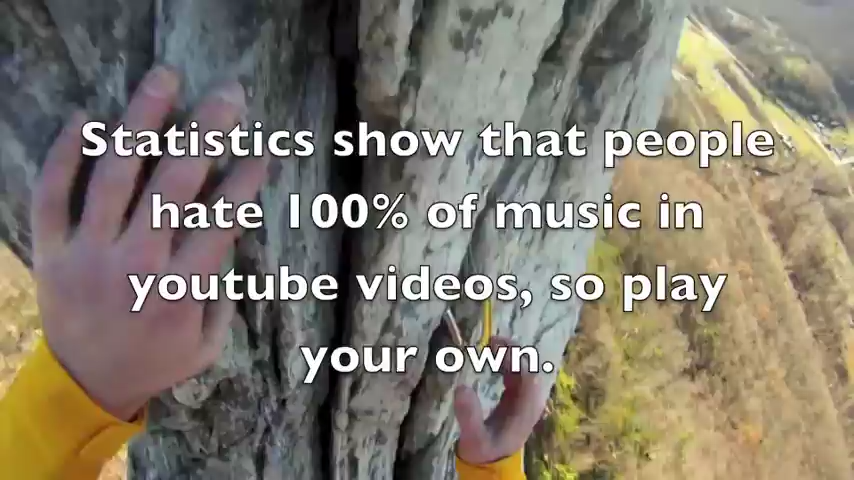 Statistics show that people
hate 100% of music in
youtube videos, so play
your own.